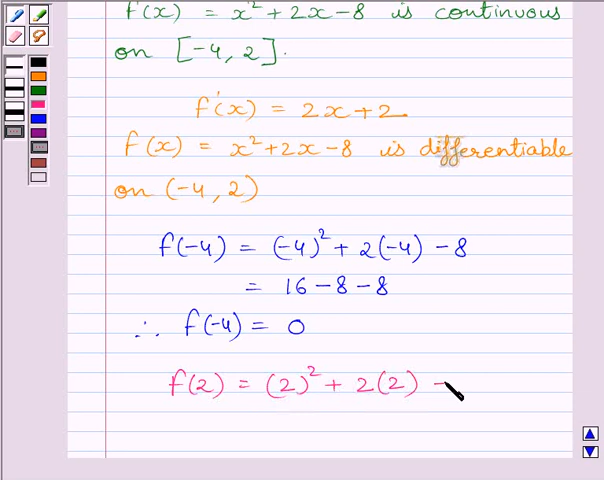 f(x) = x² + 2x - 8 is continuous
on [-4, 2].
f'(x) = 2x + 2
f(x) = x² + 2x - 8 is differentiable
on (-4, 2)
f(-4) = (-4)² + 2(-4) - 8
= 16 - 8 - 8
∴ f(-4) = 0
f(2) = (2)² + 2(2) -